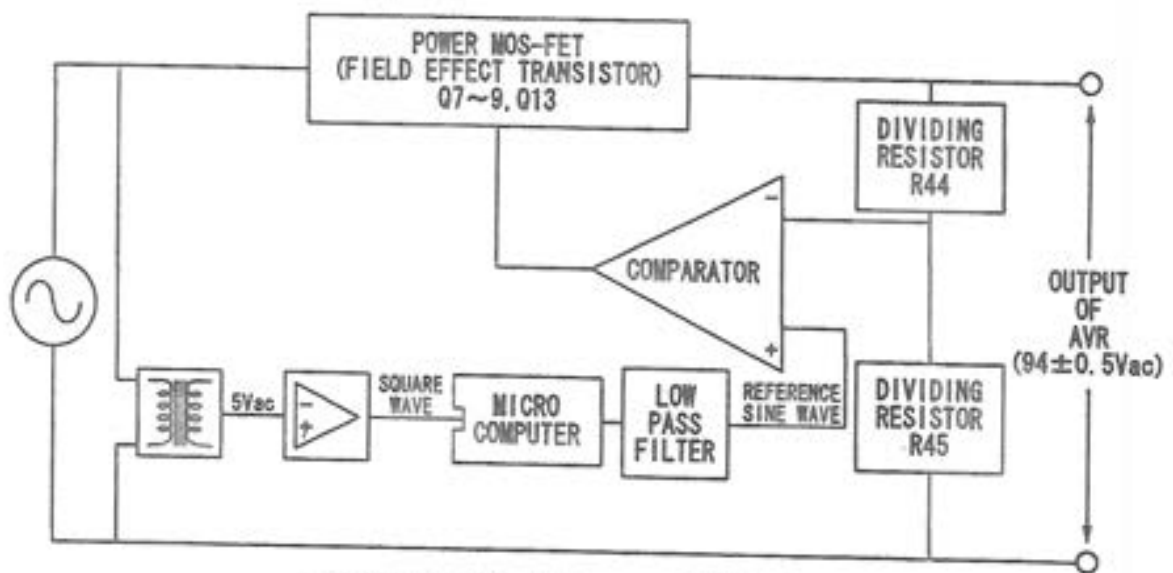 POWER MOS-FET
(FIELD EFFECT TRANSISTOR)
Q7~9,Q13
DIVIDING
RESISTOR
R44
-
COMPARATOR
+
OUTPUT
OF
AVR
(94±0.5Vac)
5Vac
-
+
SQUARE
WAVE
MICRO
COMPUTER
LOW
PASS
FILTER
REFERENCE
SINE WAVE
DIVIDING
RESISTOR
R45